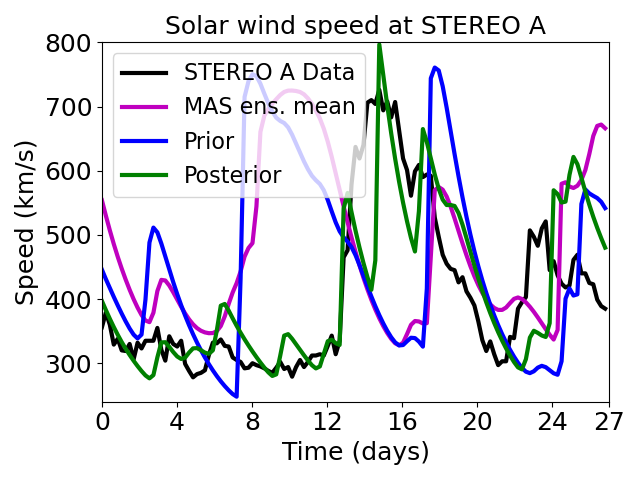 Solar wind speed at STEREO A
Speed (km/s)
800
700
600
500
400
300
STEREO A Data
MAS ens. mean
Prior
Posterior
0 4 8 12 16 20 24 27
Time (days)